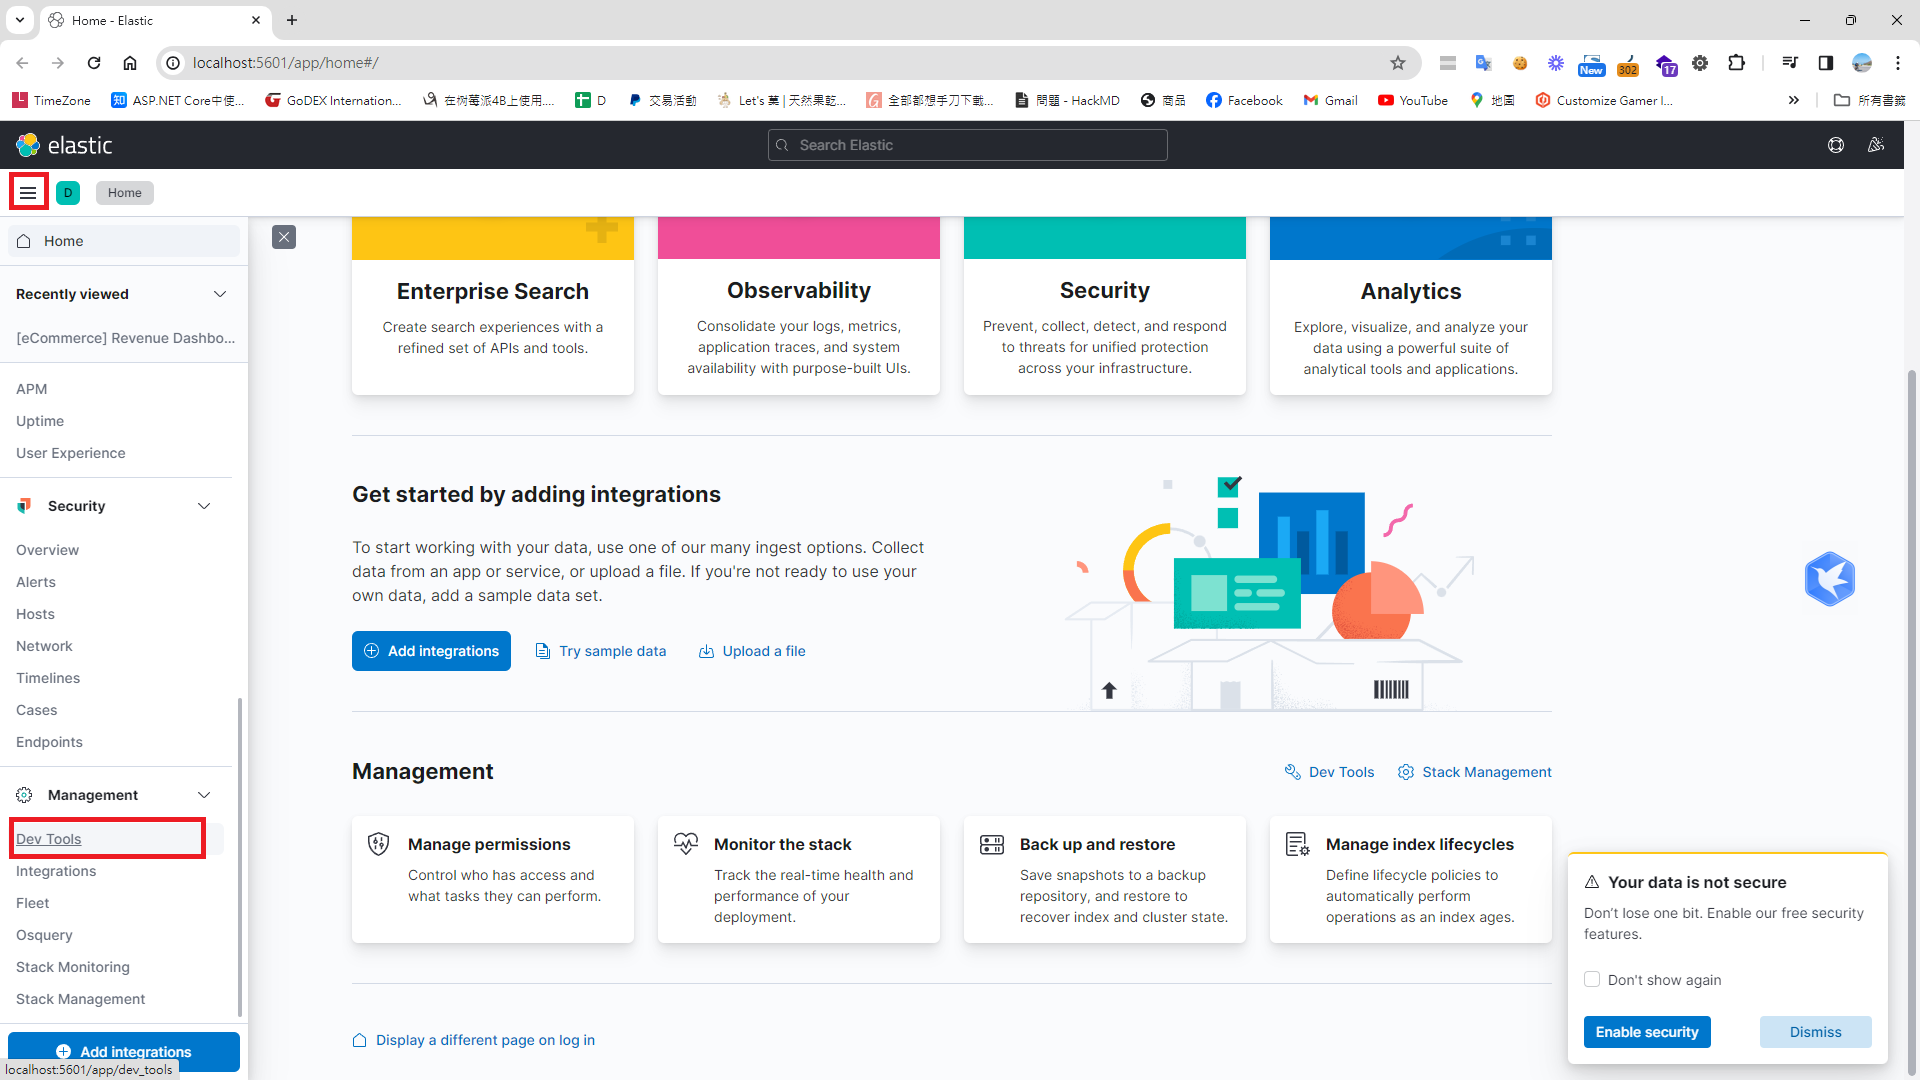 Home - Elastic
localhost:5601/app/home#/
New
302
17
TimeZone
ASP.NET Core中使...
GoDEX Internation...
在树莓派4B上使用....
D
交易活動
Let's 菓 | 天然果乾...
全部都想手刀下載...
問題 - HackMD
商品
Facebook
Gmail
YouTube
地圖
Customize Gamer I...
所有書籤
elastic
Search Elastic
D
Home
Home
Recently viewed
[eCommerce] Revenue Dashbo...
APM
Uptime
User Experience
Security
Overview
Alerts
Hosts
Network
Timelines
Cases
Endpoints
Management
Dev Tools
Integrations
Fleet
Osquery
Stack Monitoring
Stack Management
Add integrations
localhost:5601/app/dev_tools
Enterprise Search
Create search experiences with a
refined set of APIs and tools.
Observability
Consolidate your logs, metrics,
application traces, and system
availability with purpose-built UIs.
Security
Prevent, collect, detect, and respond
to threats for unified protection
across your infrastructure.
Analytics
Explore, visualize, and analyze your
data using a powerful suite of
analytical tools and applications.
Get started by adding integrations
To start working with your data, use one of our many ingest options. Collect
data from an app or service, or upload a file. If you're not ready to use your
own data, add a sample data set.
Add integrations
Try sample data
Upload a file
Management
Dev Tools
Stack Management
Manage permissions
Control who has access and
what tasks they can perform.
Monitor the stack
Track the real-time health and
performance of your
deployment.
Back up and restore
Save snapshots to a backup
repository, and restore to
recover index and cluster state.
Manage index lifecycles
Define lifecycle policies to
automatically perform
operations as an index ages.
Display a different page on log in
Your data is not secure
Don’t lose one bit. Enable our free security
features.
Don't show again
Enable security
Dismiss